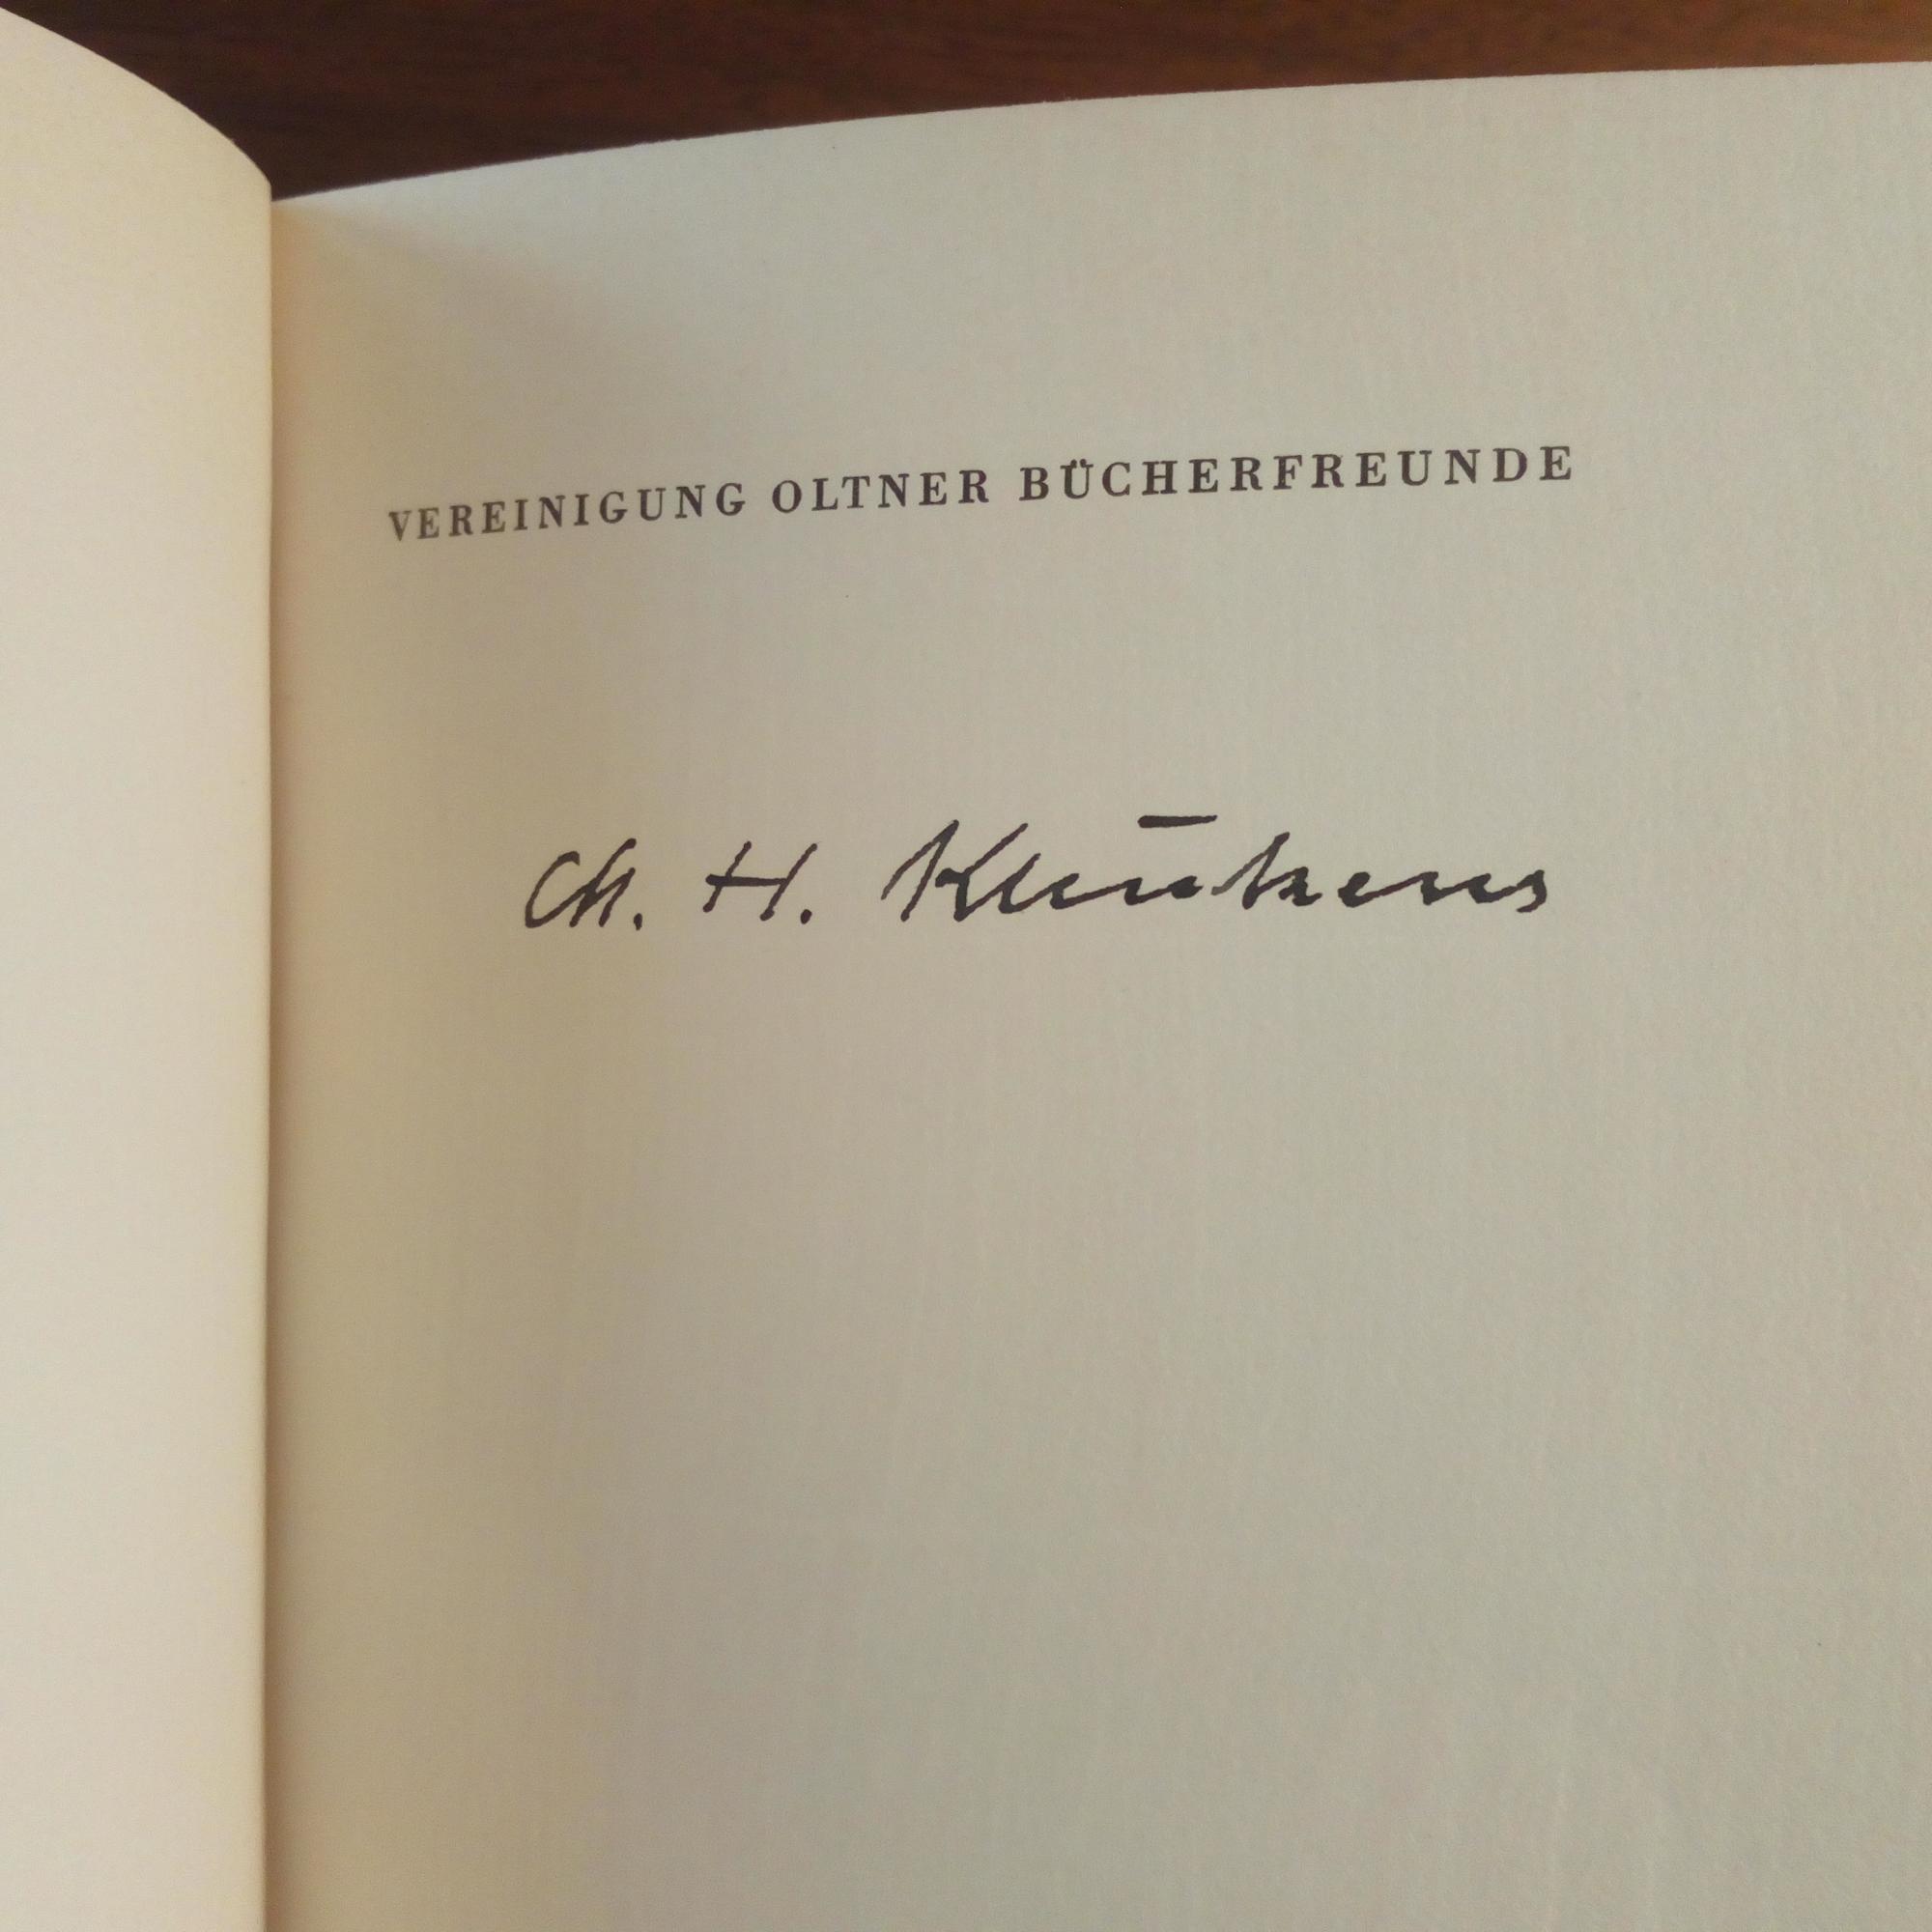 VEREINIGUNG OLTNER BÜCHERFREUNDE
Ch. H. Kleukens